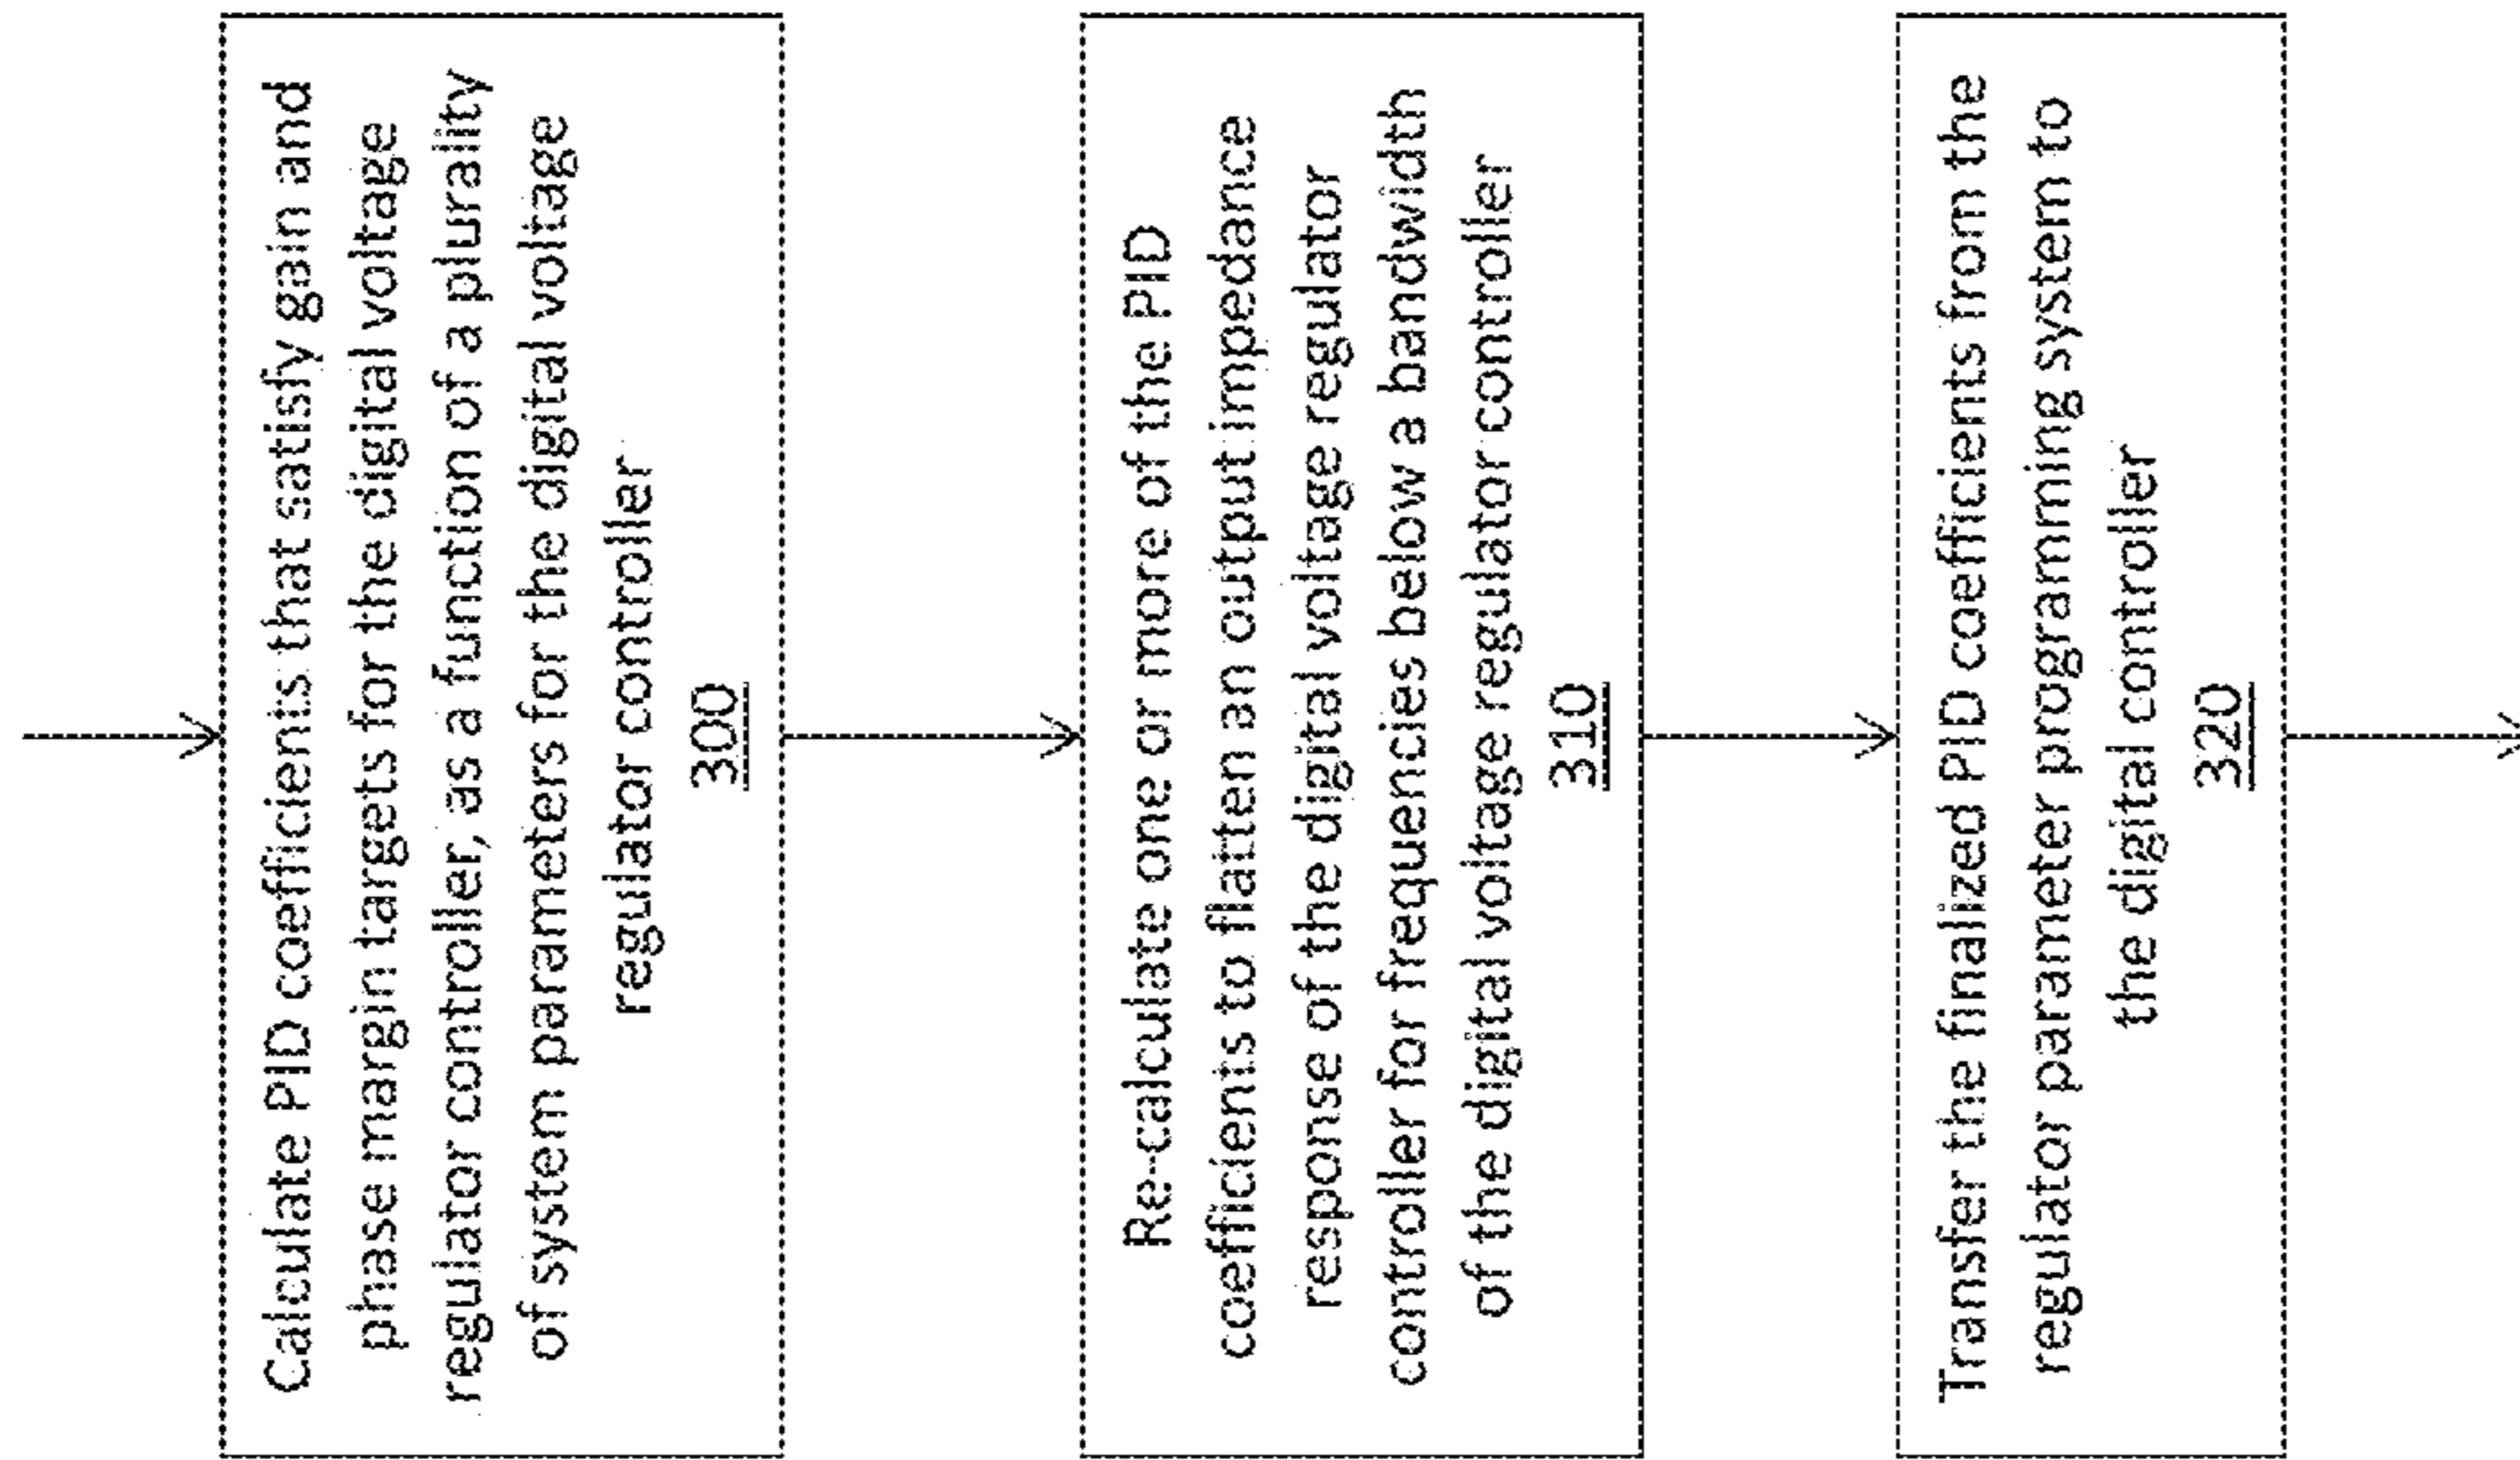 Calculate PID coefficients that satisfy gain and
phase margin targets for the digital voltage
regulator controller, as a function of a plurality
of system parameters for the digital voltage
regulator controller
300
Re-calculate one or more of the PID
coefficients to flatten an output impedance
response of the digital voltage regulator
controller for frequencies below a bandwidth
of the digital voltage regulator controller
310
Transfer the finalized PID coefficients from the
regulator parameter programming system to
the digital controller
320